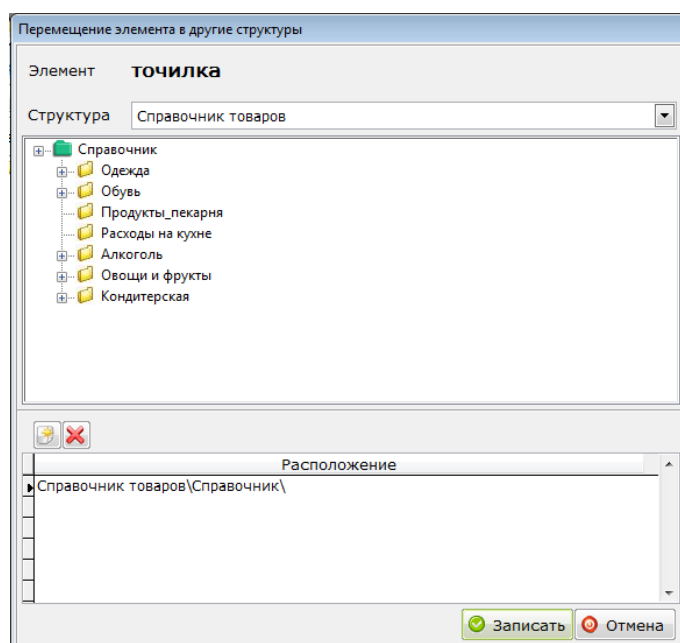 Перемещение элемента в другие структуры
Элемент точилка
Структура Справочник товаров
Справочник
Одежда
Обувь
Продукты_пекарня
Расходы на кухне
Алкоголь
Овощи и фрукты
Кондитерская
Расположение
Справочник товаров\Справочник\
Записать Отмена